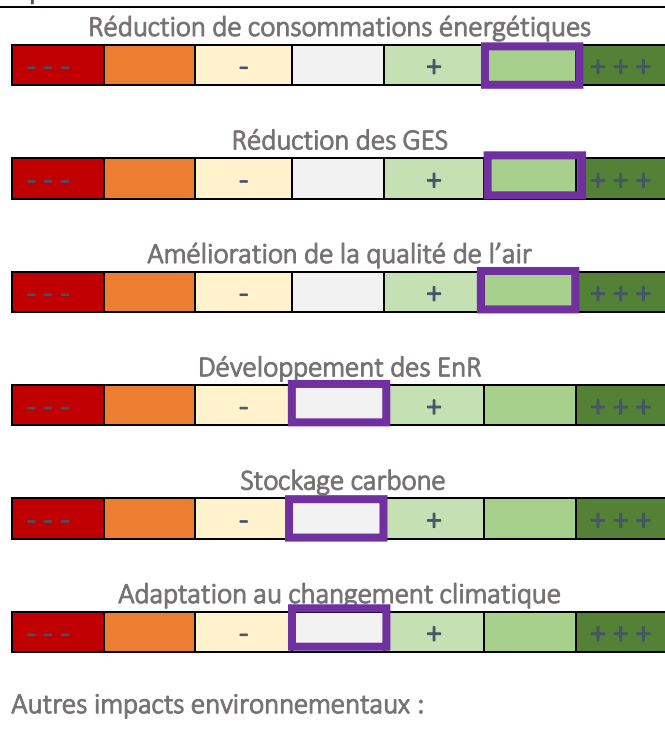 Réduction de consommations énergétiques
- - - - + + + +
Réduction des GES
- - - - + + + +
Amélioration de la qualité de l'air
- - - - + + + +
Développement des EnR
- - - - + + + +
Stockage carbone
- - - - + + + +
Adaptation au changement climatique
- - - - + + + +
Autres impacts environnementaux :